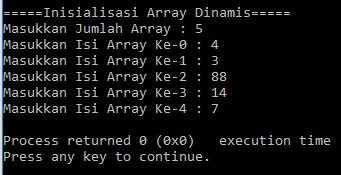 =====Inisialisasi Array Dinamis=====
Masukkan Jumlah Array : 5
Masukkan Isi Array Ke-0 : 4
Masukkan Isi Array Ke-1 : 3
Masukkan Isi Array Ke-2 : 88
Masukkan Isi Array Ke-3 : 14
Masukkan Isi Array Ke-4 : 7
Process returned 0 (0x0)   execution time
Press any key to continue.